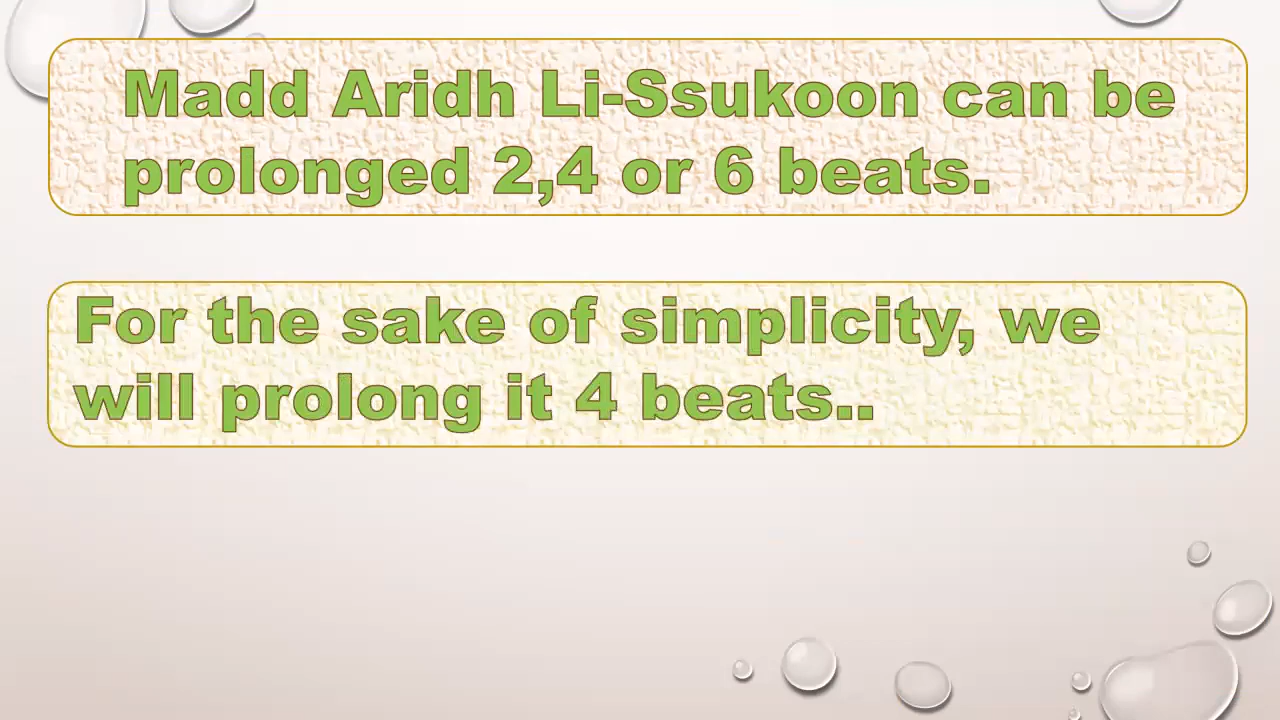 Madd Aridh Li-Ssukoon can be
prolonged 2,4 or 6 beats.
For the sake of simplicity, we
will prolong it 4 beats..